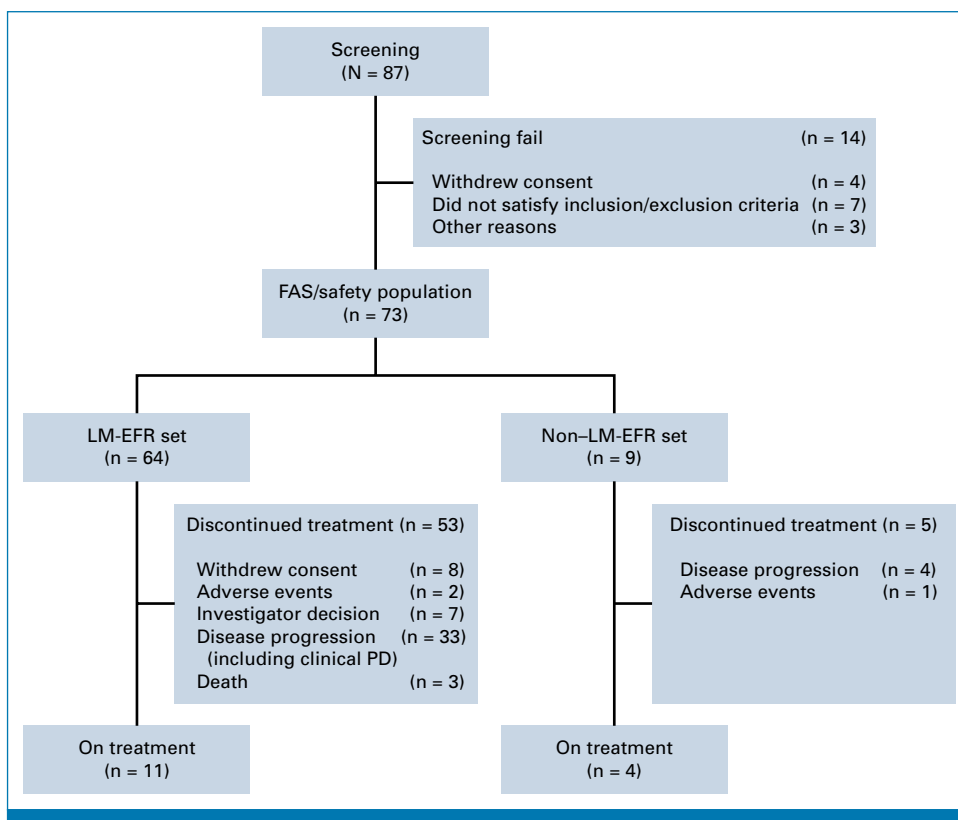 Screening
(N = 87)
Screening fail (n = 14)
Withdrew consent (n = 4)
Did not satisfy inclusion/exclusion criteria (n = 7)
Other reasons (n = 3)
FAS/safety population
(n = 73)
LM-EFR set
(n = 64)
Non–LM-EFR set
(n = 9)
Discontinued treatment (n = 53)
Withdrew consent (n = 8)
Adverse events (n = 2)
Investigator decision (n = 7)
Disease progression (n = 33)
(including clinical PD)
Death (n = 3)
Discontinued treatment (n = 5)
Disease progression (n = 4)
Adverse events (n = 1)
On treatment
(n = 11)
On treatment
(n = 4)